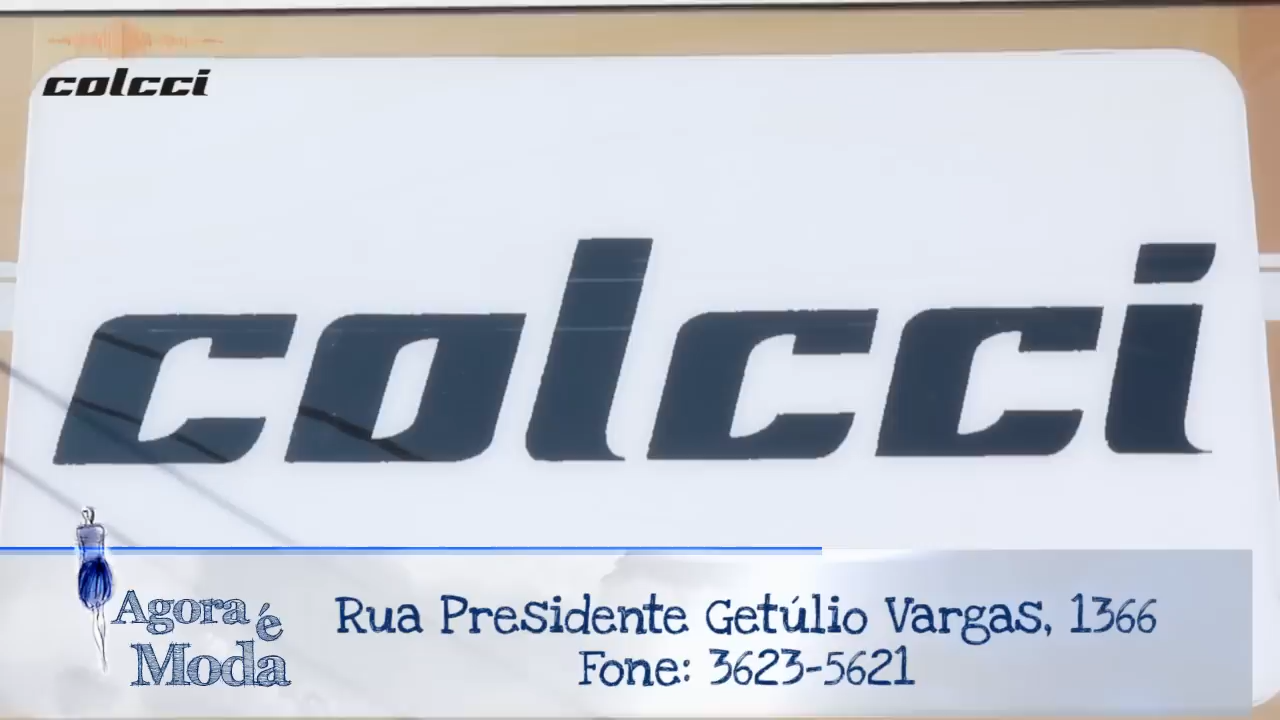 colcci
colcci
Agora é
Moda
Rua Presidente Getúlio Vargas, 1366
Fone: 3623-5621